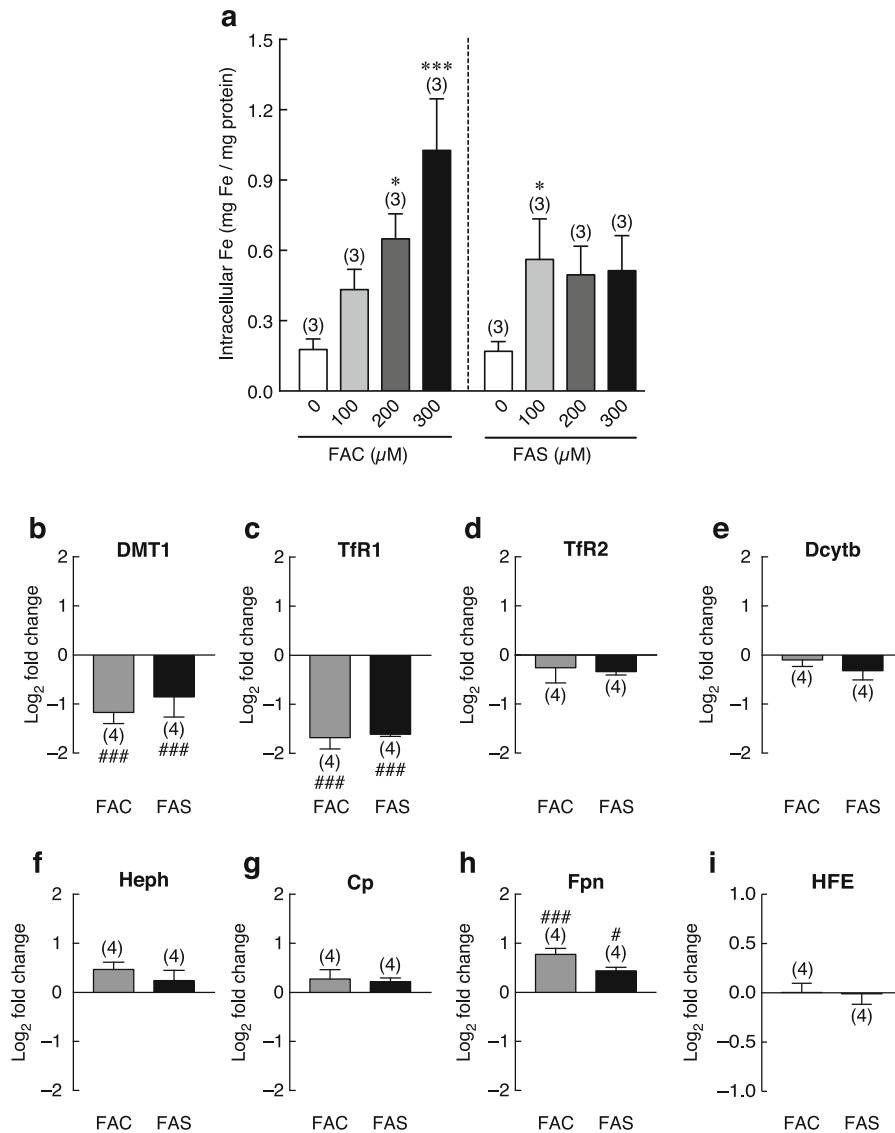 a
Intracellular Fe (mg Fe / mg protein)
1.5
1.2
0.9
0.6
0.3
0.0
(3)
(3)
*
(3)
***
(3)
(3)
*
(3)
(3)
(3)
0 100 200 300 0 100 200 300
FAC (µM) FAS (µM)
b DMT1
Log2 fold change
2
1
0
–1
–2
(4) (4)
### ###
FAC FAS
c TfR1
Log2 fold change
2
1
0
–1
–2
(4) (4)
### ###
FAC FAS
d TfR2
Log2 fold change
2
1
0
–1
–2
(4) (4)
FAC FAS
e Dcytb
Log2 fold change
2
1
0
–1
–2
(4) (4)
FAC FAS
f Heph
Log2 fold change
2
1
0
–1
–2
(4) (4)
FAC FAS
g Cp
Log2 fold change
2
1
0
–1
–2
(4) (4)
FAC FAS
h Fpn
Log2 fold change
2
1
0
–1
–2
### #
(4) (4)
FAC FAS
i HFE
Log2 fold change
1.0
0.5
0.0
–0.5
–1.0
(4) (4)
FAC FAS